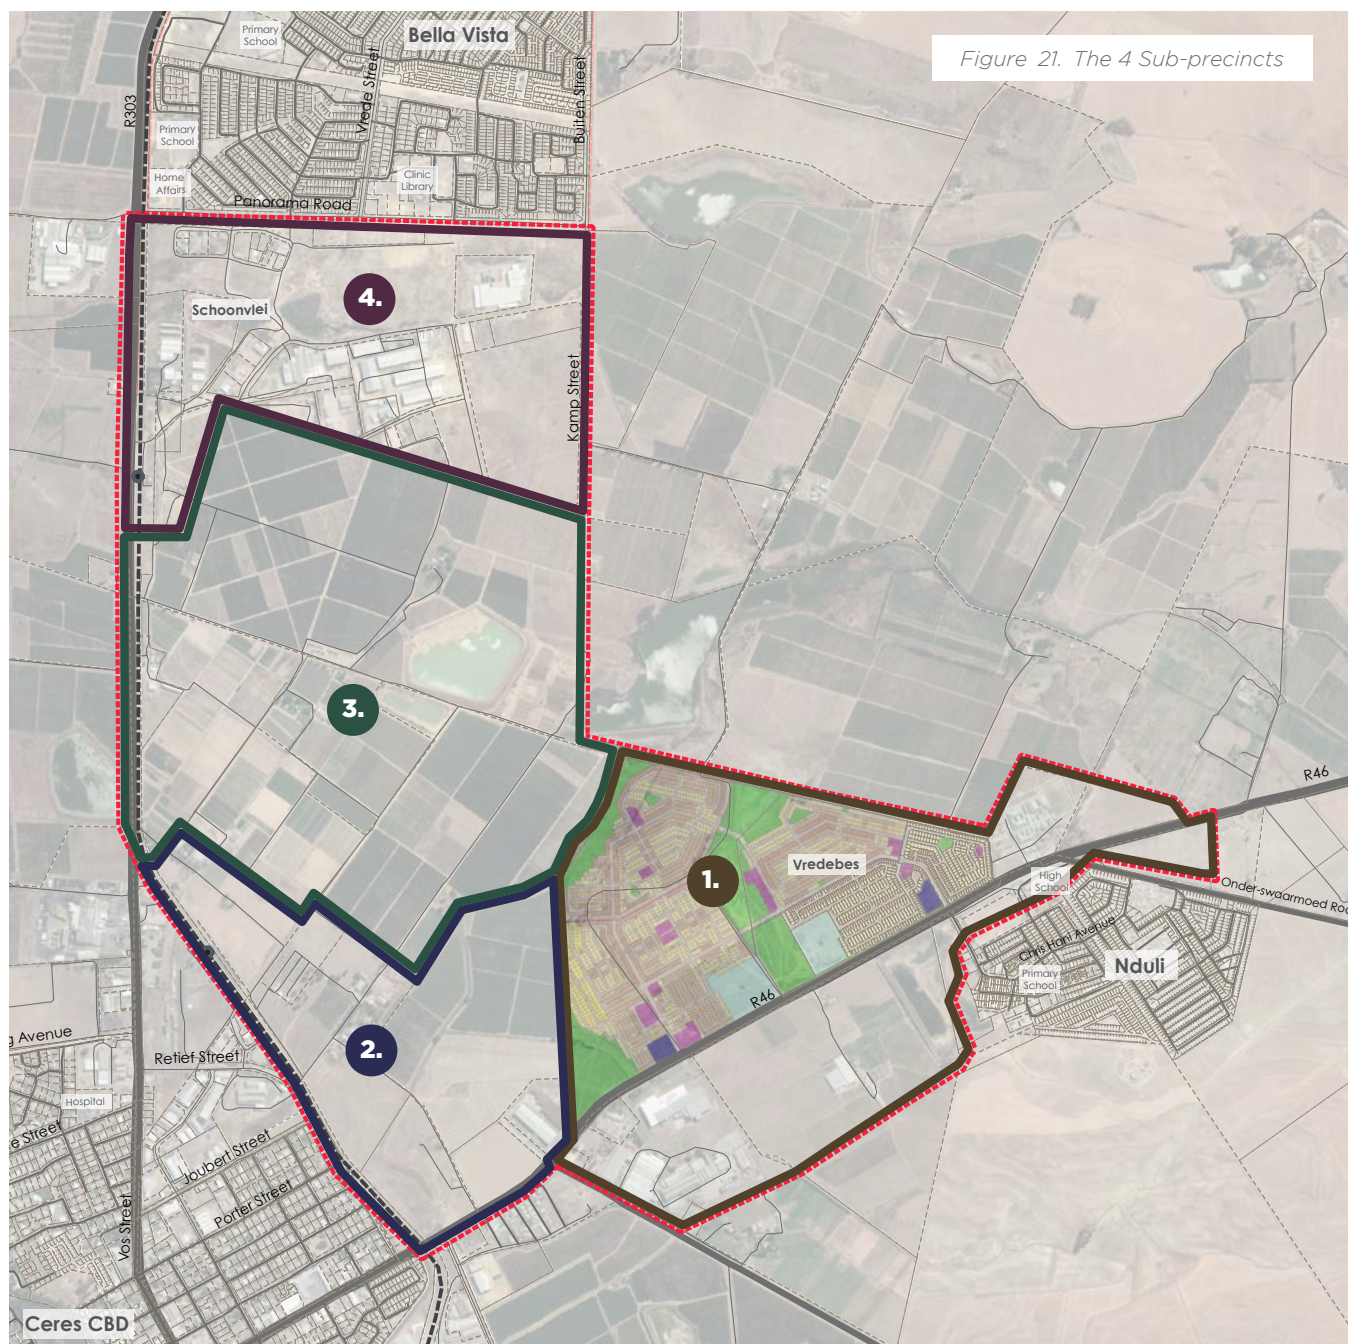 Figure 21. The 4 Sub-precincts
Bella Vista
Primary
School
Vrede Street
Buiten Street
R303
Primary
School
Home
Affairs
Clinic
Library
Panorama Road
4.
Schoonvlei
Kamp Street
3.
R46
1.
Vredebes
High
School
Onder-swaarmoed Roa
Chris Hani Avenue
Nduli
Primary
School
R46
2.
g Avenue
Retief Street
Hospital
e Street
Joubert Street
Porter Street
Vos Street
Ceres CBD